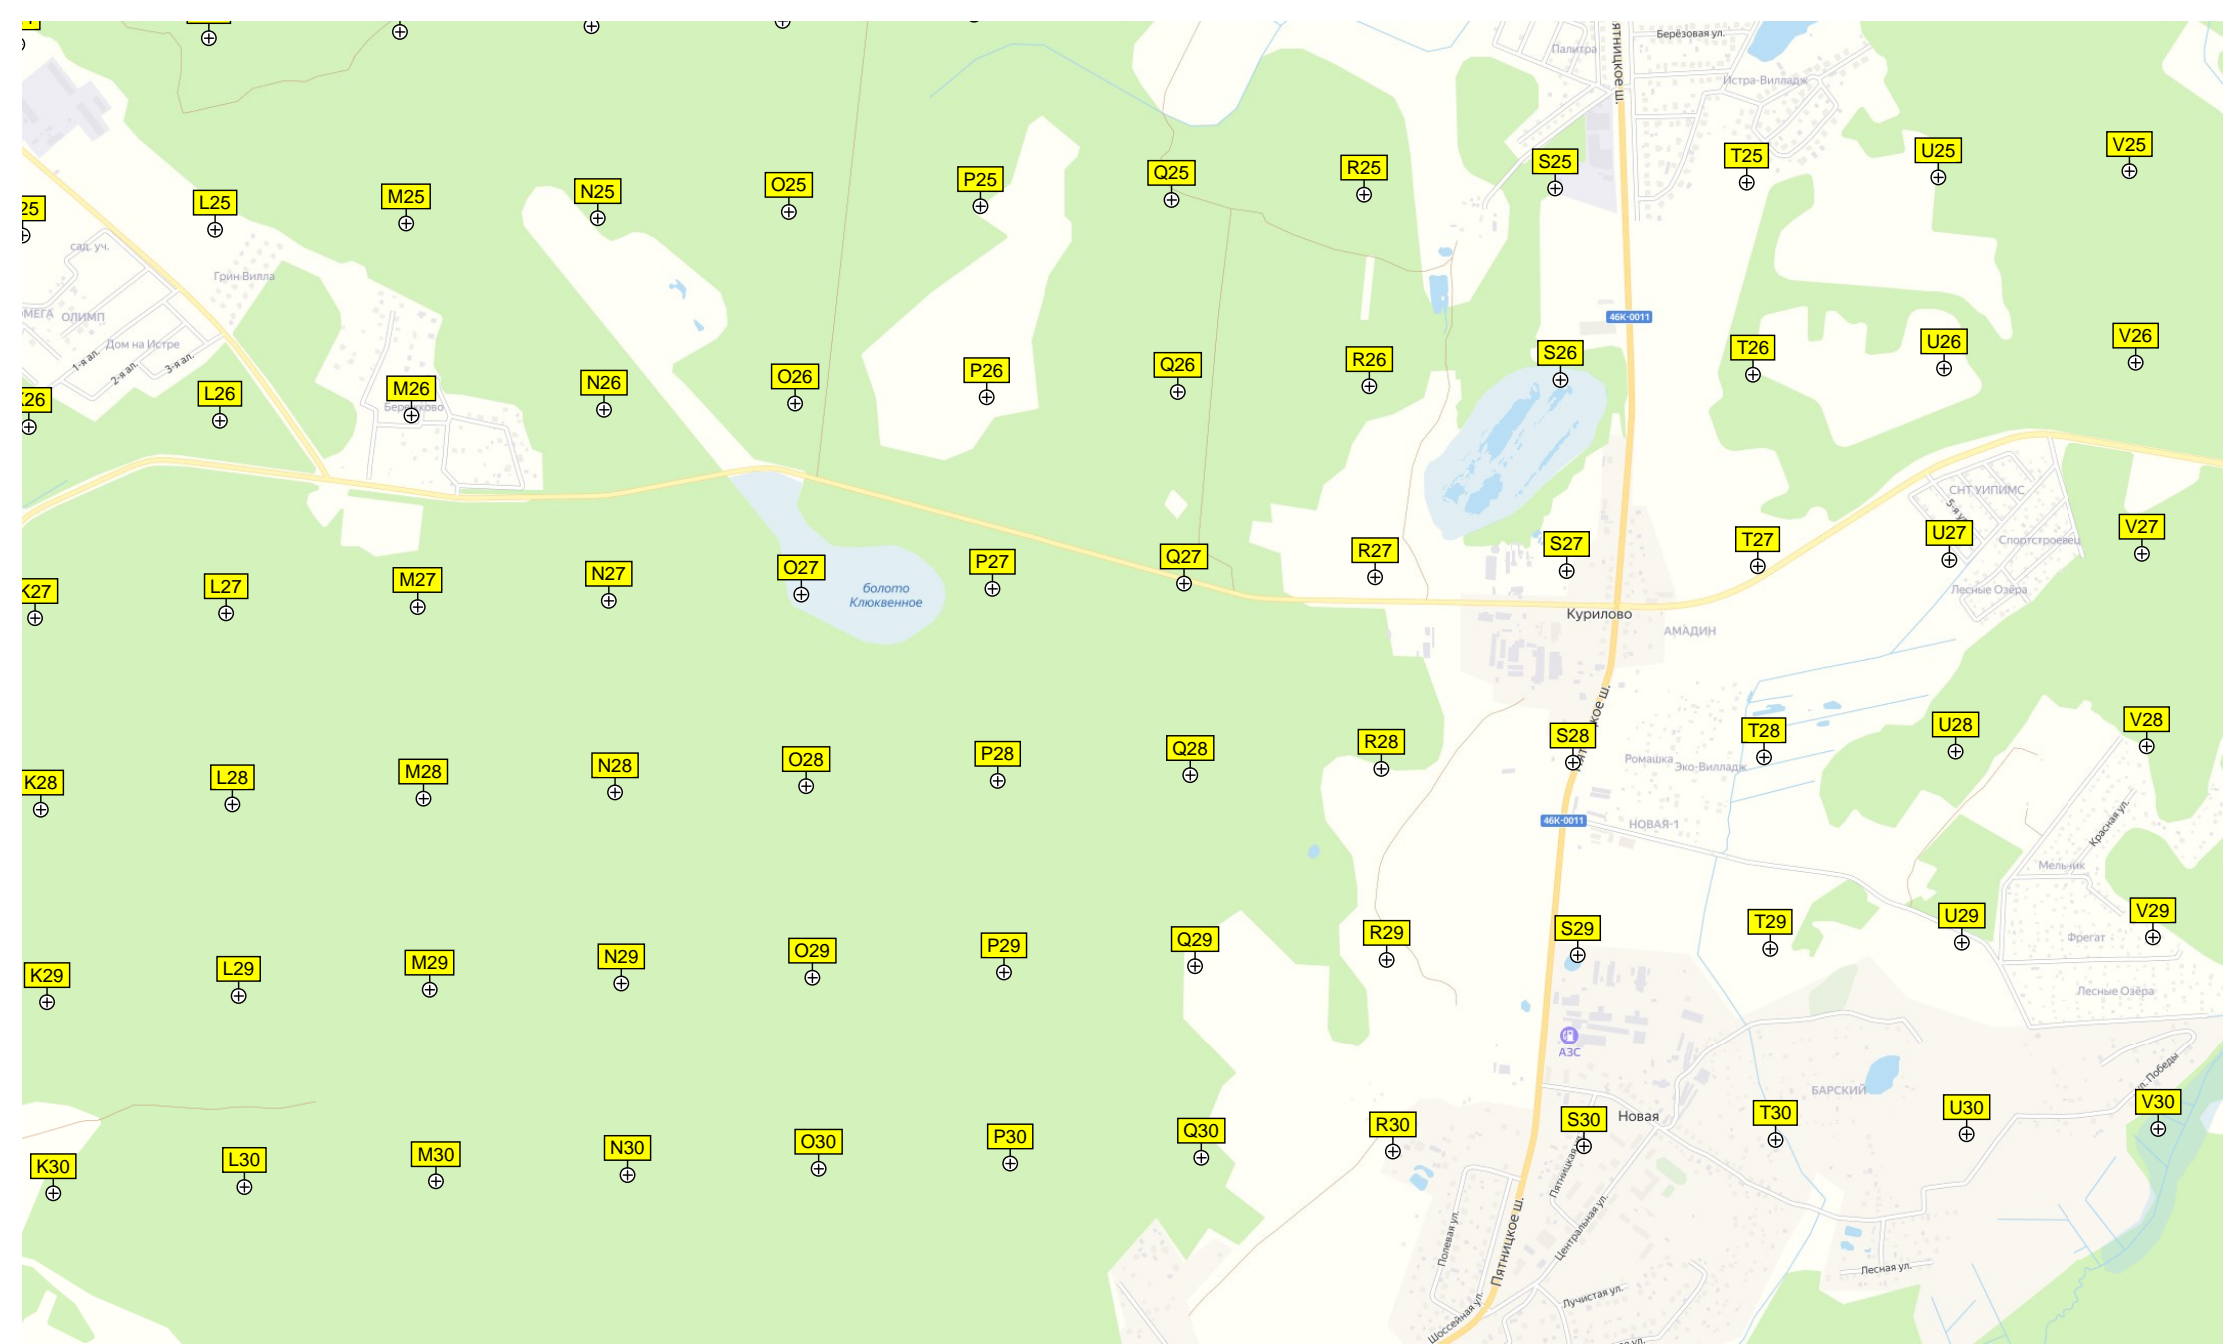 Берёзовая ул.
Палитра
Истра-Вилладж
V25
U25
T25
S25
R25
Q25
P25
O25
N25
M25
L25
25
сад. уч.
Грин Вилла
ОЛИМП
Дом на Истре
1-я ал.
2-я ал.
3-я ал.
46К-0011
V26
U26
T26
S26
R26
Q26
P26
O26
N26
M26
L26
26
СНТ УИПИМС
Спортстроевец
V27
U27
T27
S27
R27
Q27
P27
O27
N27
M27
L27
K27
болото
Клюквенное
Лесные Озёра
Курилово
АМАДИН
V28
U28
T28
S28
R28
Q28
P28
O28
N28
M28
L28
K28
Ромашка
Эко-Вилладж
46К-0011
НОВАЯ-1
Красная ул.
Мельник
V29
U29
T29
S29
R29
Q29
P29
O29
N29
M29
L29
K29
Фрегат
Лесные Озёра
АЗС
БАРСКИЙ
ул. Победы
V30
U30
T30
S30
R30
Q30
P30
O30
N30
M30
L30
K30
Новая
Пятницкая ул.
Полевая ул.
Центральная ул.
Пятницкое ш.
Лесная ул.
Лучистая ул.
Шоссейная ул.